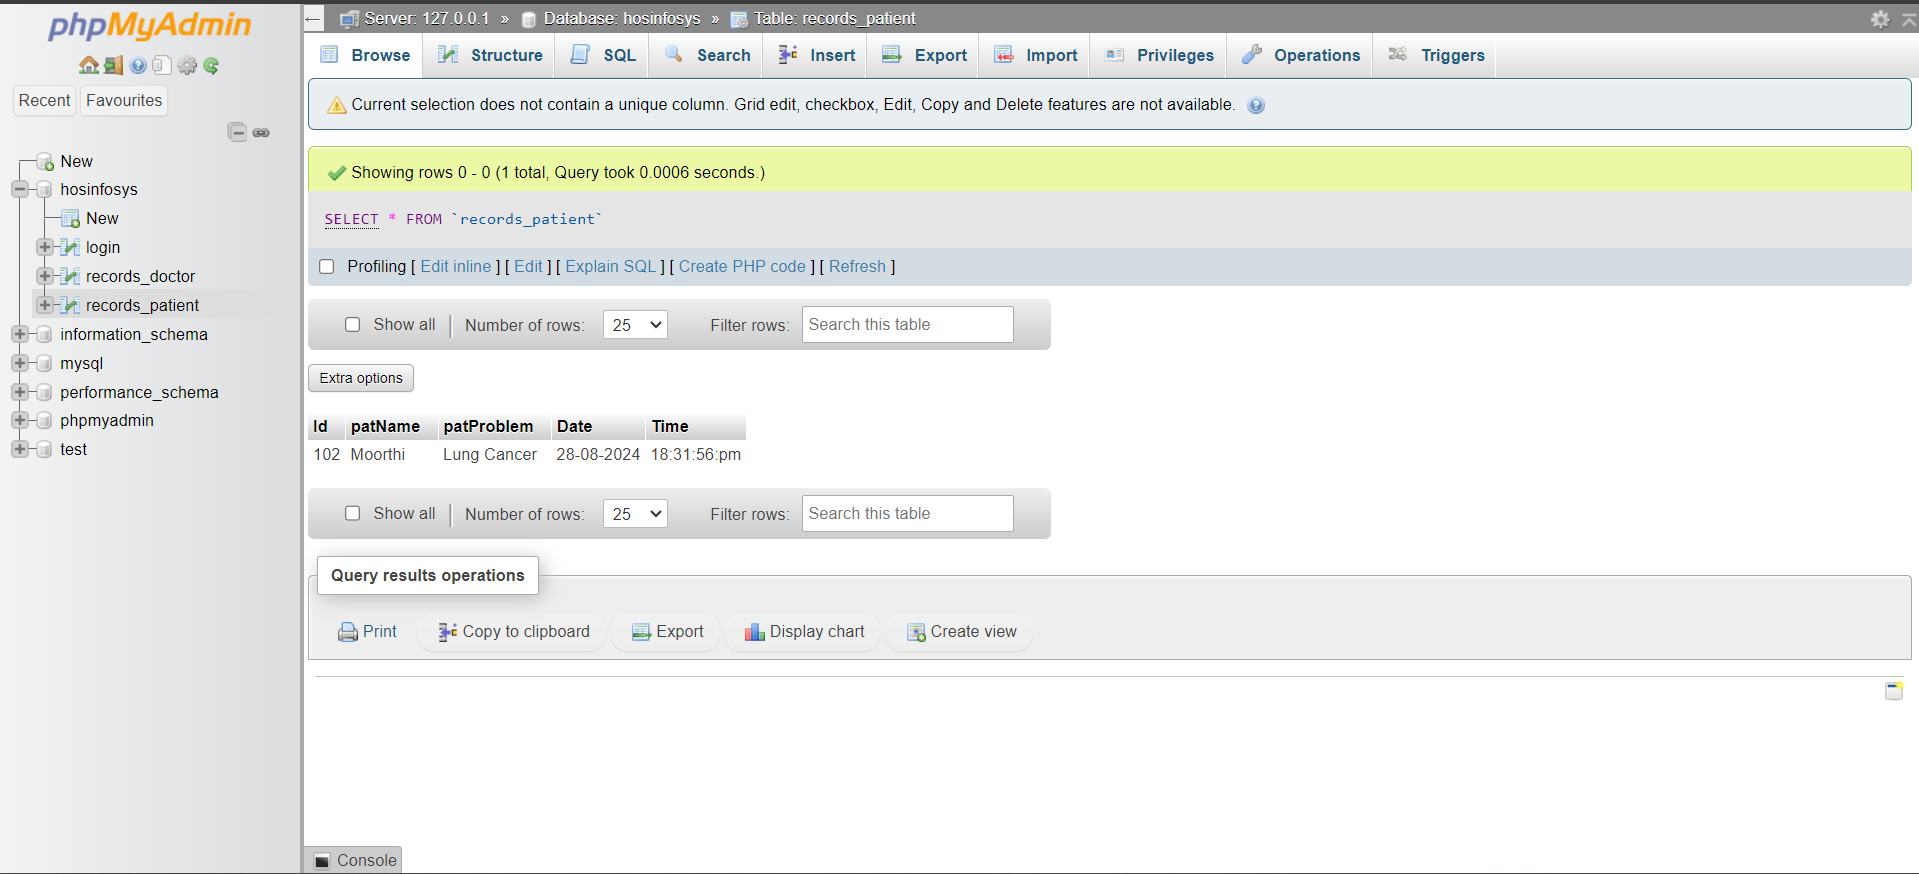 phpMyAdmin
Recent Favourites
New
hosinfosys
New
login
records_doctor
records_patient
information_schema
mysql
performance_schema
phpmyadmin
test
Server: 127.0.0.1 » Database: hosinfosys » Table: records_patient
Browse Structure SQL Search Insert Export Import Privileges Operations Triggers
Current selection does not contain a unique column. Grid edit, checkbox, Edit, Copy and Delete features are not available.
Showing rows 0 - 0 (1 total, Query took 0.0006 seconds.)
SELECT * FROM `records_patient`
Profiling [ Edit inline ] [ Edit ] [ Explain SQL ] [ Create PHP code ] [ Refresh ]
Show all | Number of rows: 25 Filter rows: Search this table
Extra options
Id patName patProblem Date Time
102 Moorthi Lung Cancer 28-08-2024 18:31:56:pm
Show all | Number of rows: 25 Filter rows: Search this table
Query results operations
Print Copy to clipboard Export Display chart Create view
Console